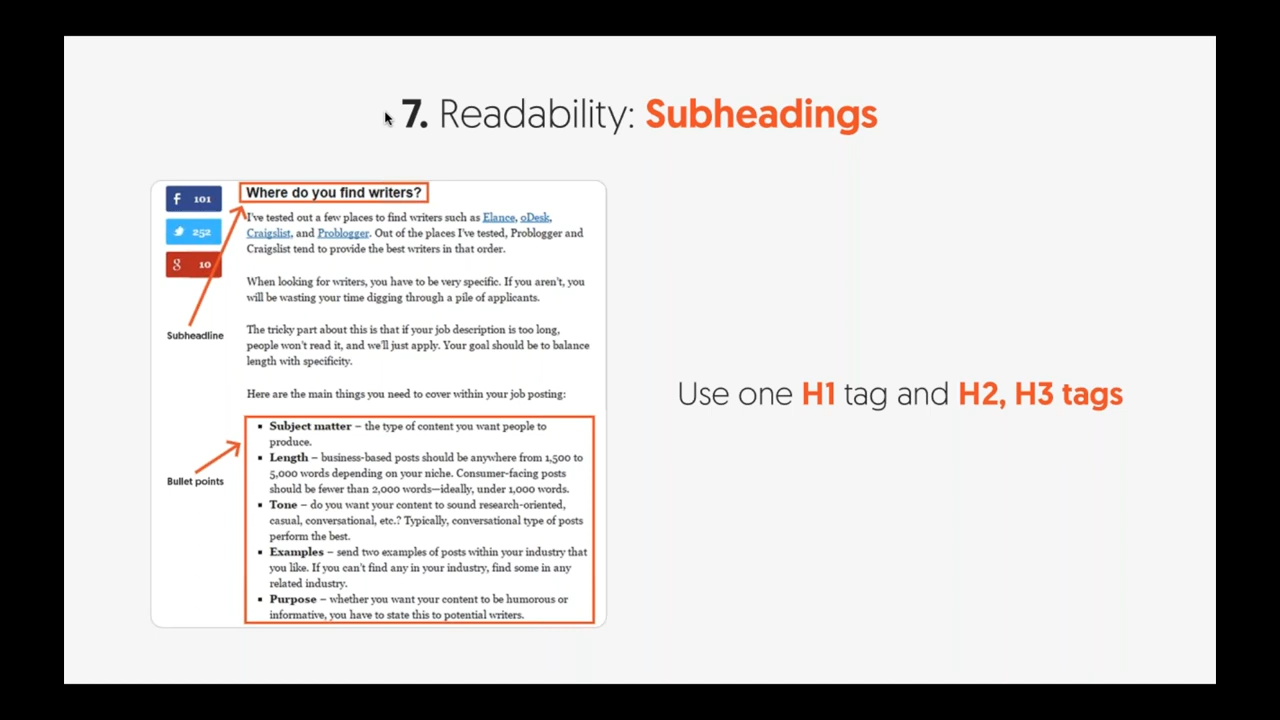 7. Readability: Subheadings
f 101
252
8 10
Subheadline
Bullet points
Where do you find writers?
I've tested out a few places to find writers such as Elance, oDesk,
Craigslist, and Problogger. Out of the places I've tested, Problogger and
Craigslist tend to provide the best writers in that order.
When looking for writers, you have to be very specific. If you aren't, you
will be wasting your time digging through a pile of applicants.
The tricky part about this is that if your job description is too long,
people won't read it, and we'll just apply. Your goal should be to balance
length with specificity.
Here are the main things you need to cover within your job posting:
▪ Subject matter – the type of content you want people to
produce.
▪ Length – business-based posts should be anywhere from 1,500 to
5,000 words depending on your niche. Consumer-facing posts
should be fewer than 2,000 words—ideally, under 1,000 words.
▪ Tone – do you want your content to sound research-oriented,
casual, conversational, etc.? Typically, conversational type of posts
perform the best.
▪ Examples – send two examples of posts within your industry that
you like. If you can't find any in your industry, find some in any
related industry.
▪ Purpose – whether you want your content to be humorous or
informative, you have to state this to potential writers.
Use one H1 tag and H2, H3 tags